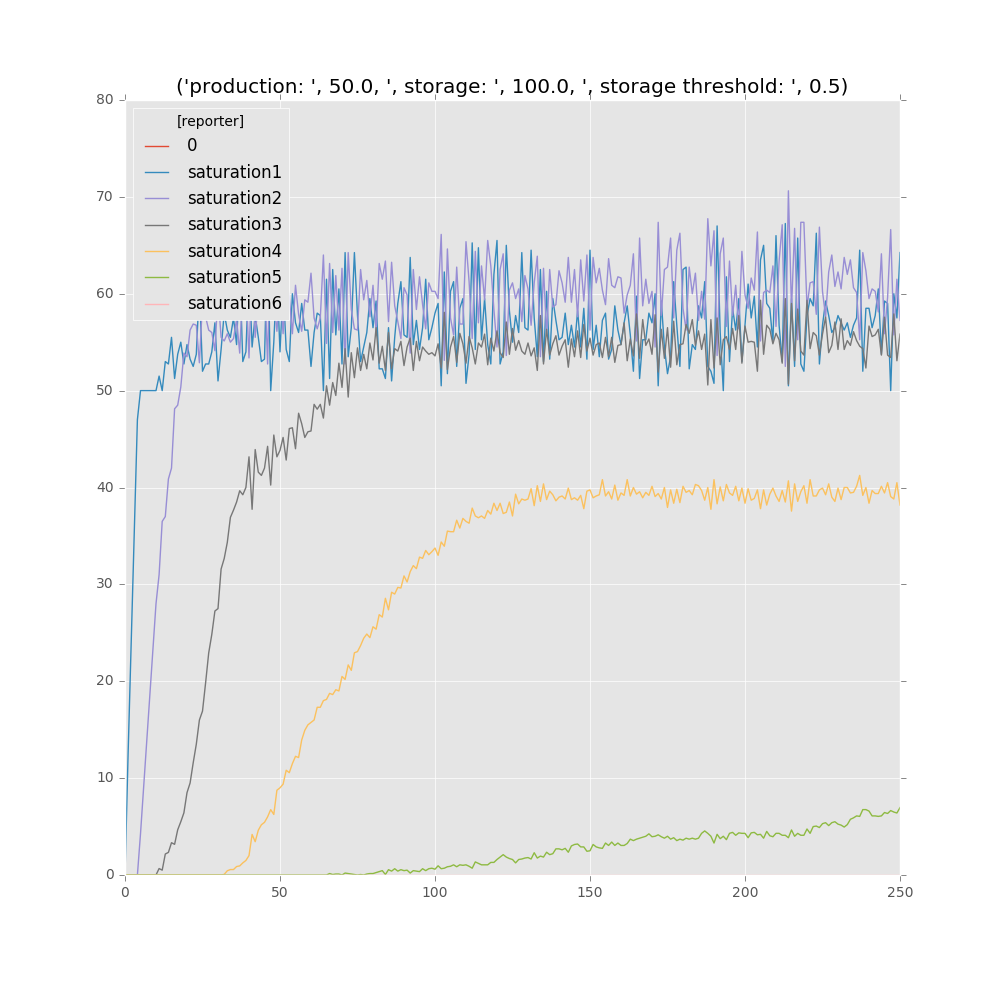 ('production: ', 50.0, ', storage: ', 100.0, ', storage threshold: ', 0.5)
80
70
60
50
40
30
20
10
0
[reporter]
0
saturation1
saturation2
saturation3
saturation4
saturation5
saturation6
0 50 100 150 200 250